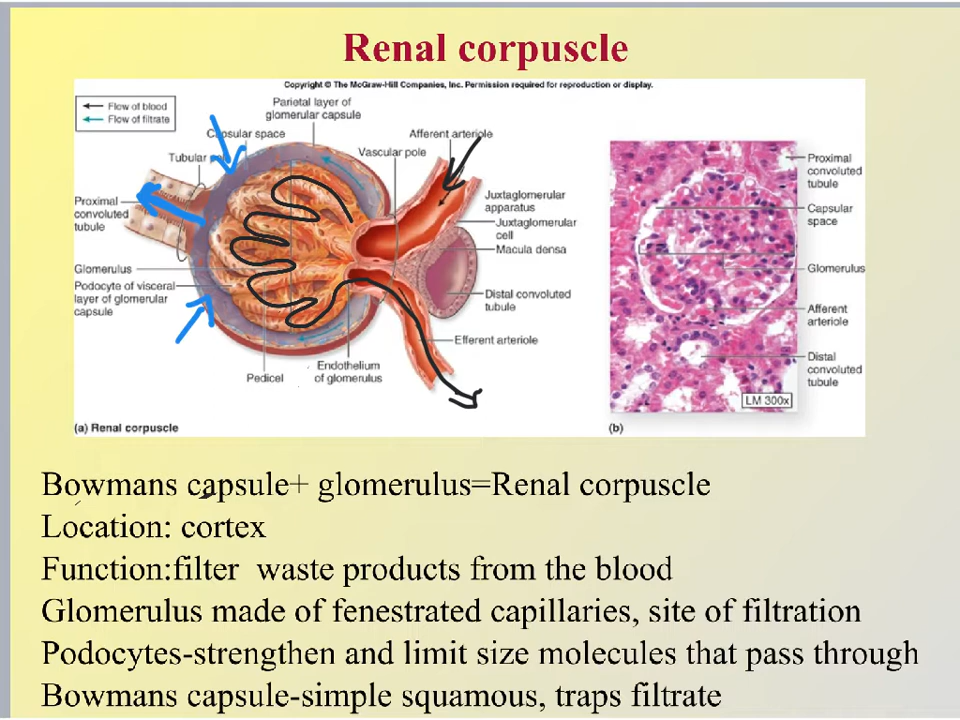 Renal corpuscle
Copyright © The McGraw-Hill Companies, Inc. Permission required for reproduction or display.
Flow of blood
Flow of filtrate
Parietal layer of
glomerular capsule
Capsular space
Afferent arteriole
Vascular pole
Tubular
Proximal
convoluted
tubule
Juxtaglomerular
apparatus
Juxtaglomerular
cell
Macula densa
Glomerulus
Podocyte of visceral
layer of glomerular
capsule
Distal convoluted
tubule
Efferent arteriole
Pedicel
Endothelium
of glomerulus
(a) Renal corpuscle
Proximal
convoluted
tubule
Capsular
space
Glomerulus
Afferent
arteriole
Distal
convoluted
tubule
LM 300x
(b)
Bowmans capsule+ glomerulus=Renal corpuscle
Location: cortex
Function:filter waste products from the blood
Glomerulus made of fenestrated capillaries, site of filtration
Podocytes-strengthen and limit size molecules that pass through
Bowmans capsule-simple squamous, traps filtrate